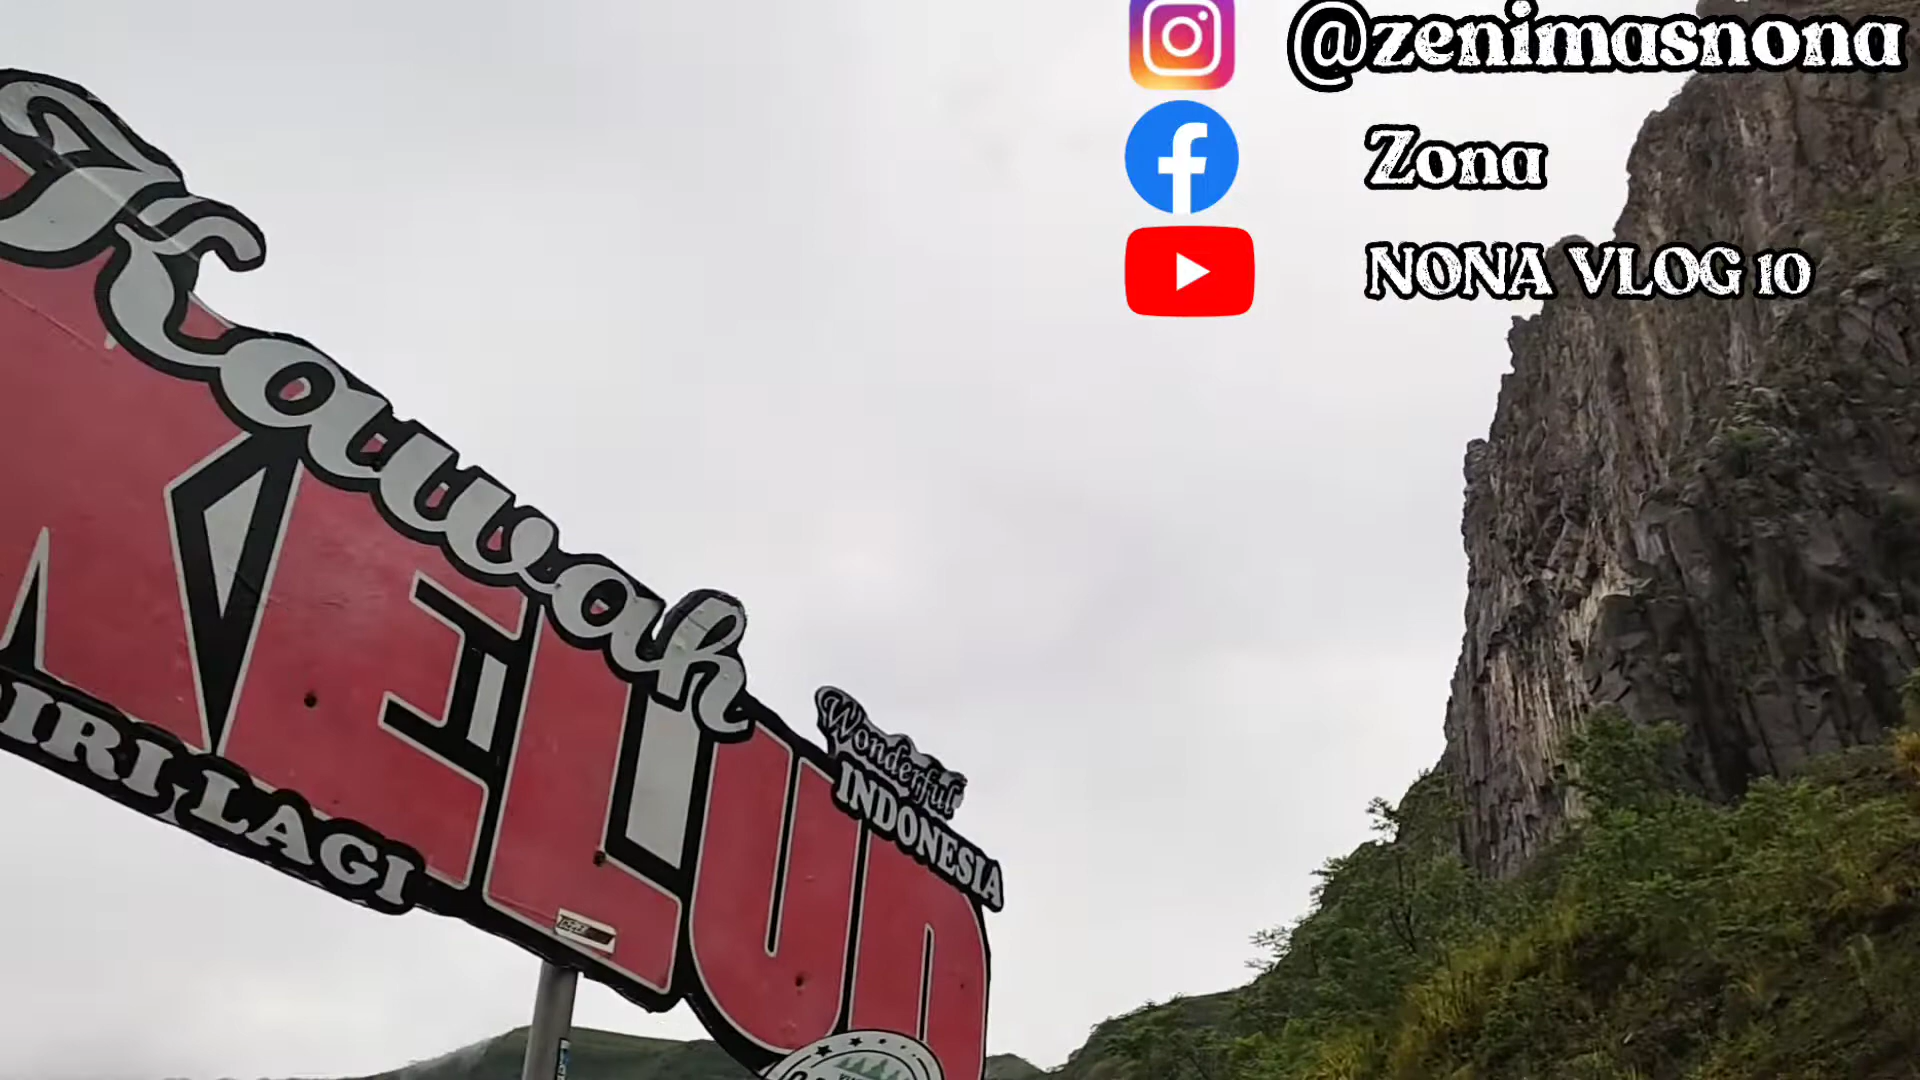 @zenimasnona
Zona
NONA VLOG 10
Kawah
KELUD
Wonderful
INDONESIA
IRI LAGI